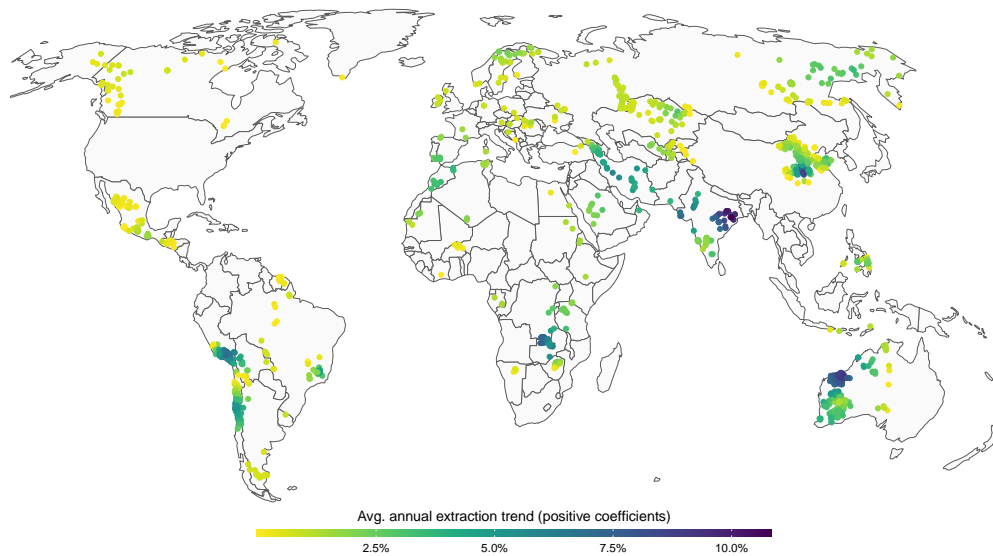 Avg. annual extraction trend (positive coefficients)
2.5% 5.0% 7.5% 10.0%